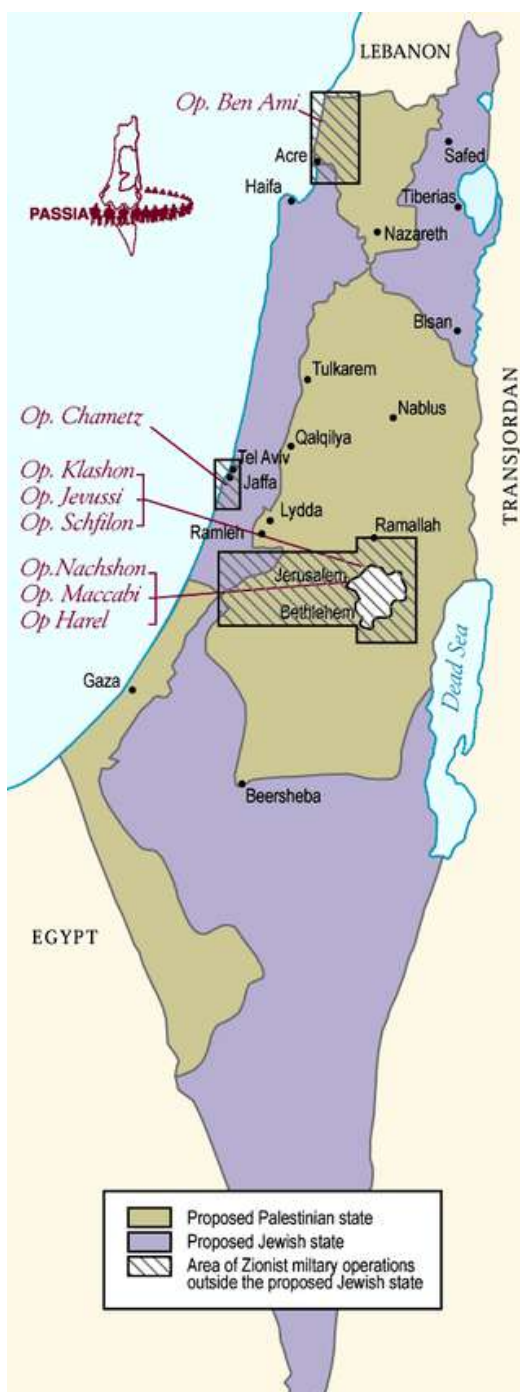 LEBANON
Op. Ben Ami
Acre
Safed
Haifa
Tiberias
PASSIA
Nazareth
Bisan
TRANSJORDAN
Tulkarem
Nablus
Op. Chametz
Qalqilya
Op. Klashon
Op. Jevussi
Op. Schfilon
Tel Aviv
Jaffa
Lydda
Ramleh
Ramallah
Op.Nachshon
Op. Maccabi
Op Harel
Jerusalem
Bethlehem
Dead Sea
Gaza
Beersheba
EGYPT
Proposed Palestinian state
Proposed Jewish state
Area of Zionist miltary operations
outside the proposed Jewish state